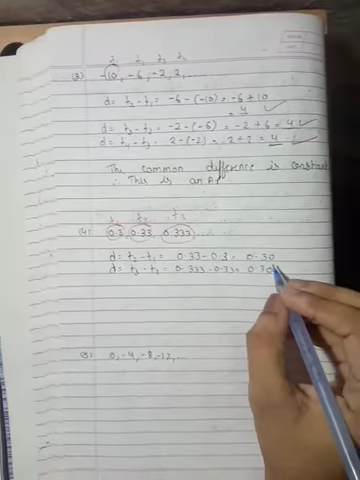 t₁ t₂ t₃ t₄
(3) -10, -6, -2, 2, .....
d = t₂ - t₁ = -6 - (-10) = -6 + 10
= 4
d = t₃ - t₂ = -2 - (-6) = -2 + 6 = 4
d = t₄ - t₃ = 2 - (-2) = 2 + 2 = 4
The common difference is constant
∴ This is an AP
t₁ t₂ t₃
(4) 0.3, 0.33, 0.333, ....
d = t₂ - t₁ = 0.33 - 0.3 = 0.30
d = t₃ - t₂ = 0.333 - 0.33 = 0.30
(5) 0, -4, -8, -12, ...